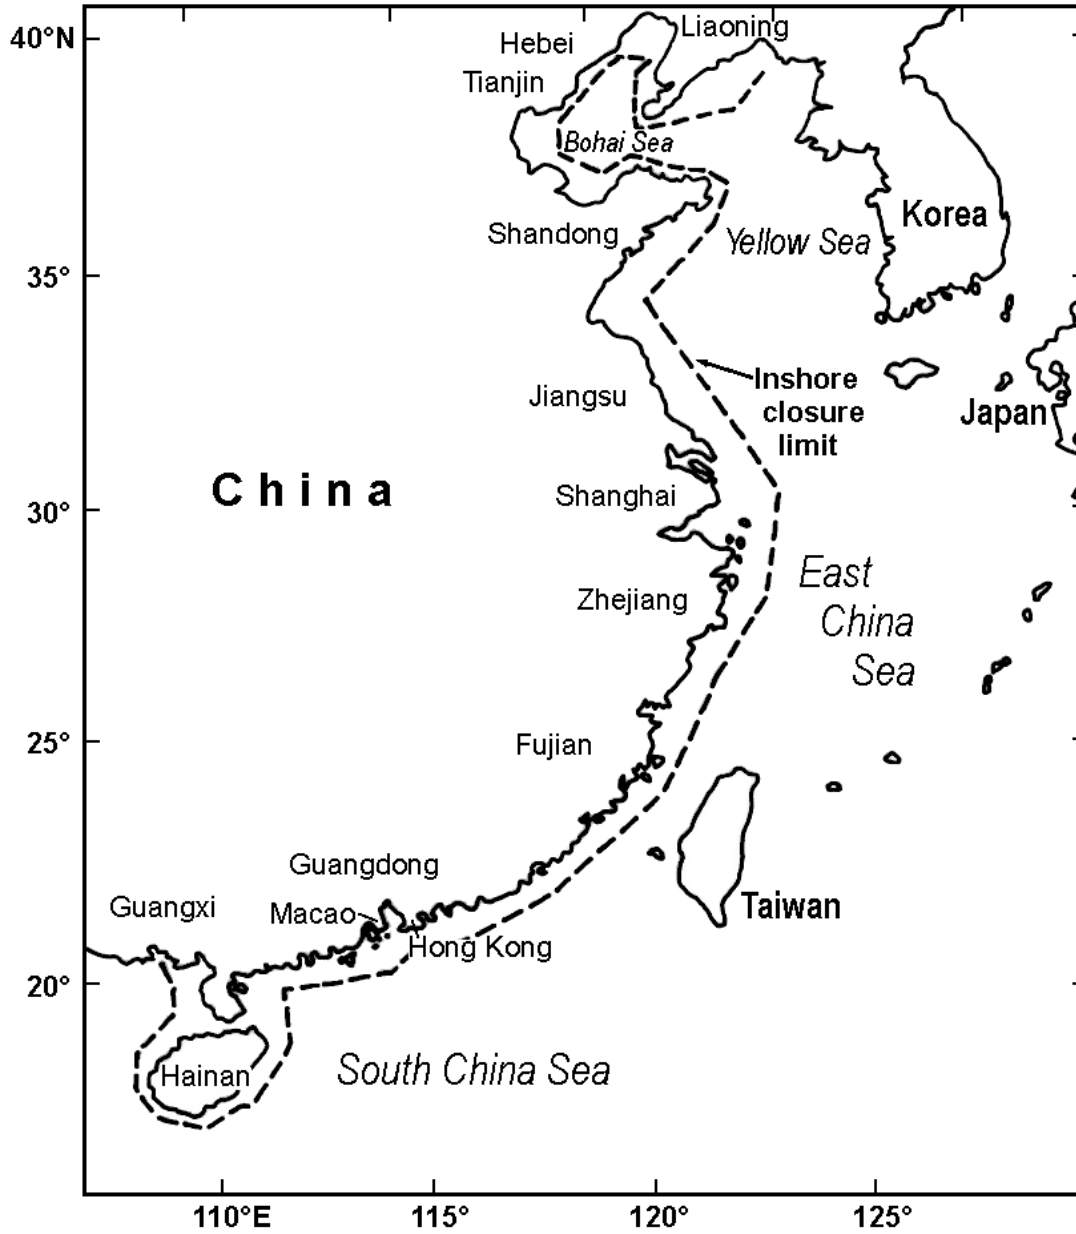 40°N
Hebei
Liaoning
Tianjin
Bohai Sea
Shandong
Yellow Sea
Korea
35°
Jiangsu
Inshore
closure
limit
Japan
China
Shanghai
30°
East
China
Sea
Zhejiang
25°
Fujian
Guangdong
Guangxi
Macao
Taiwan
Hong Kong
20°
Hainan
South China Sea
110°E
115°
120°
125°